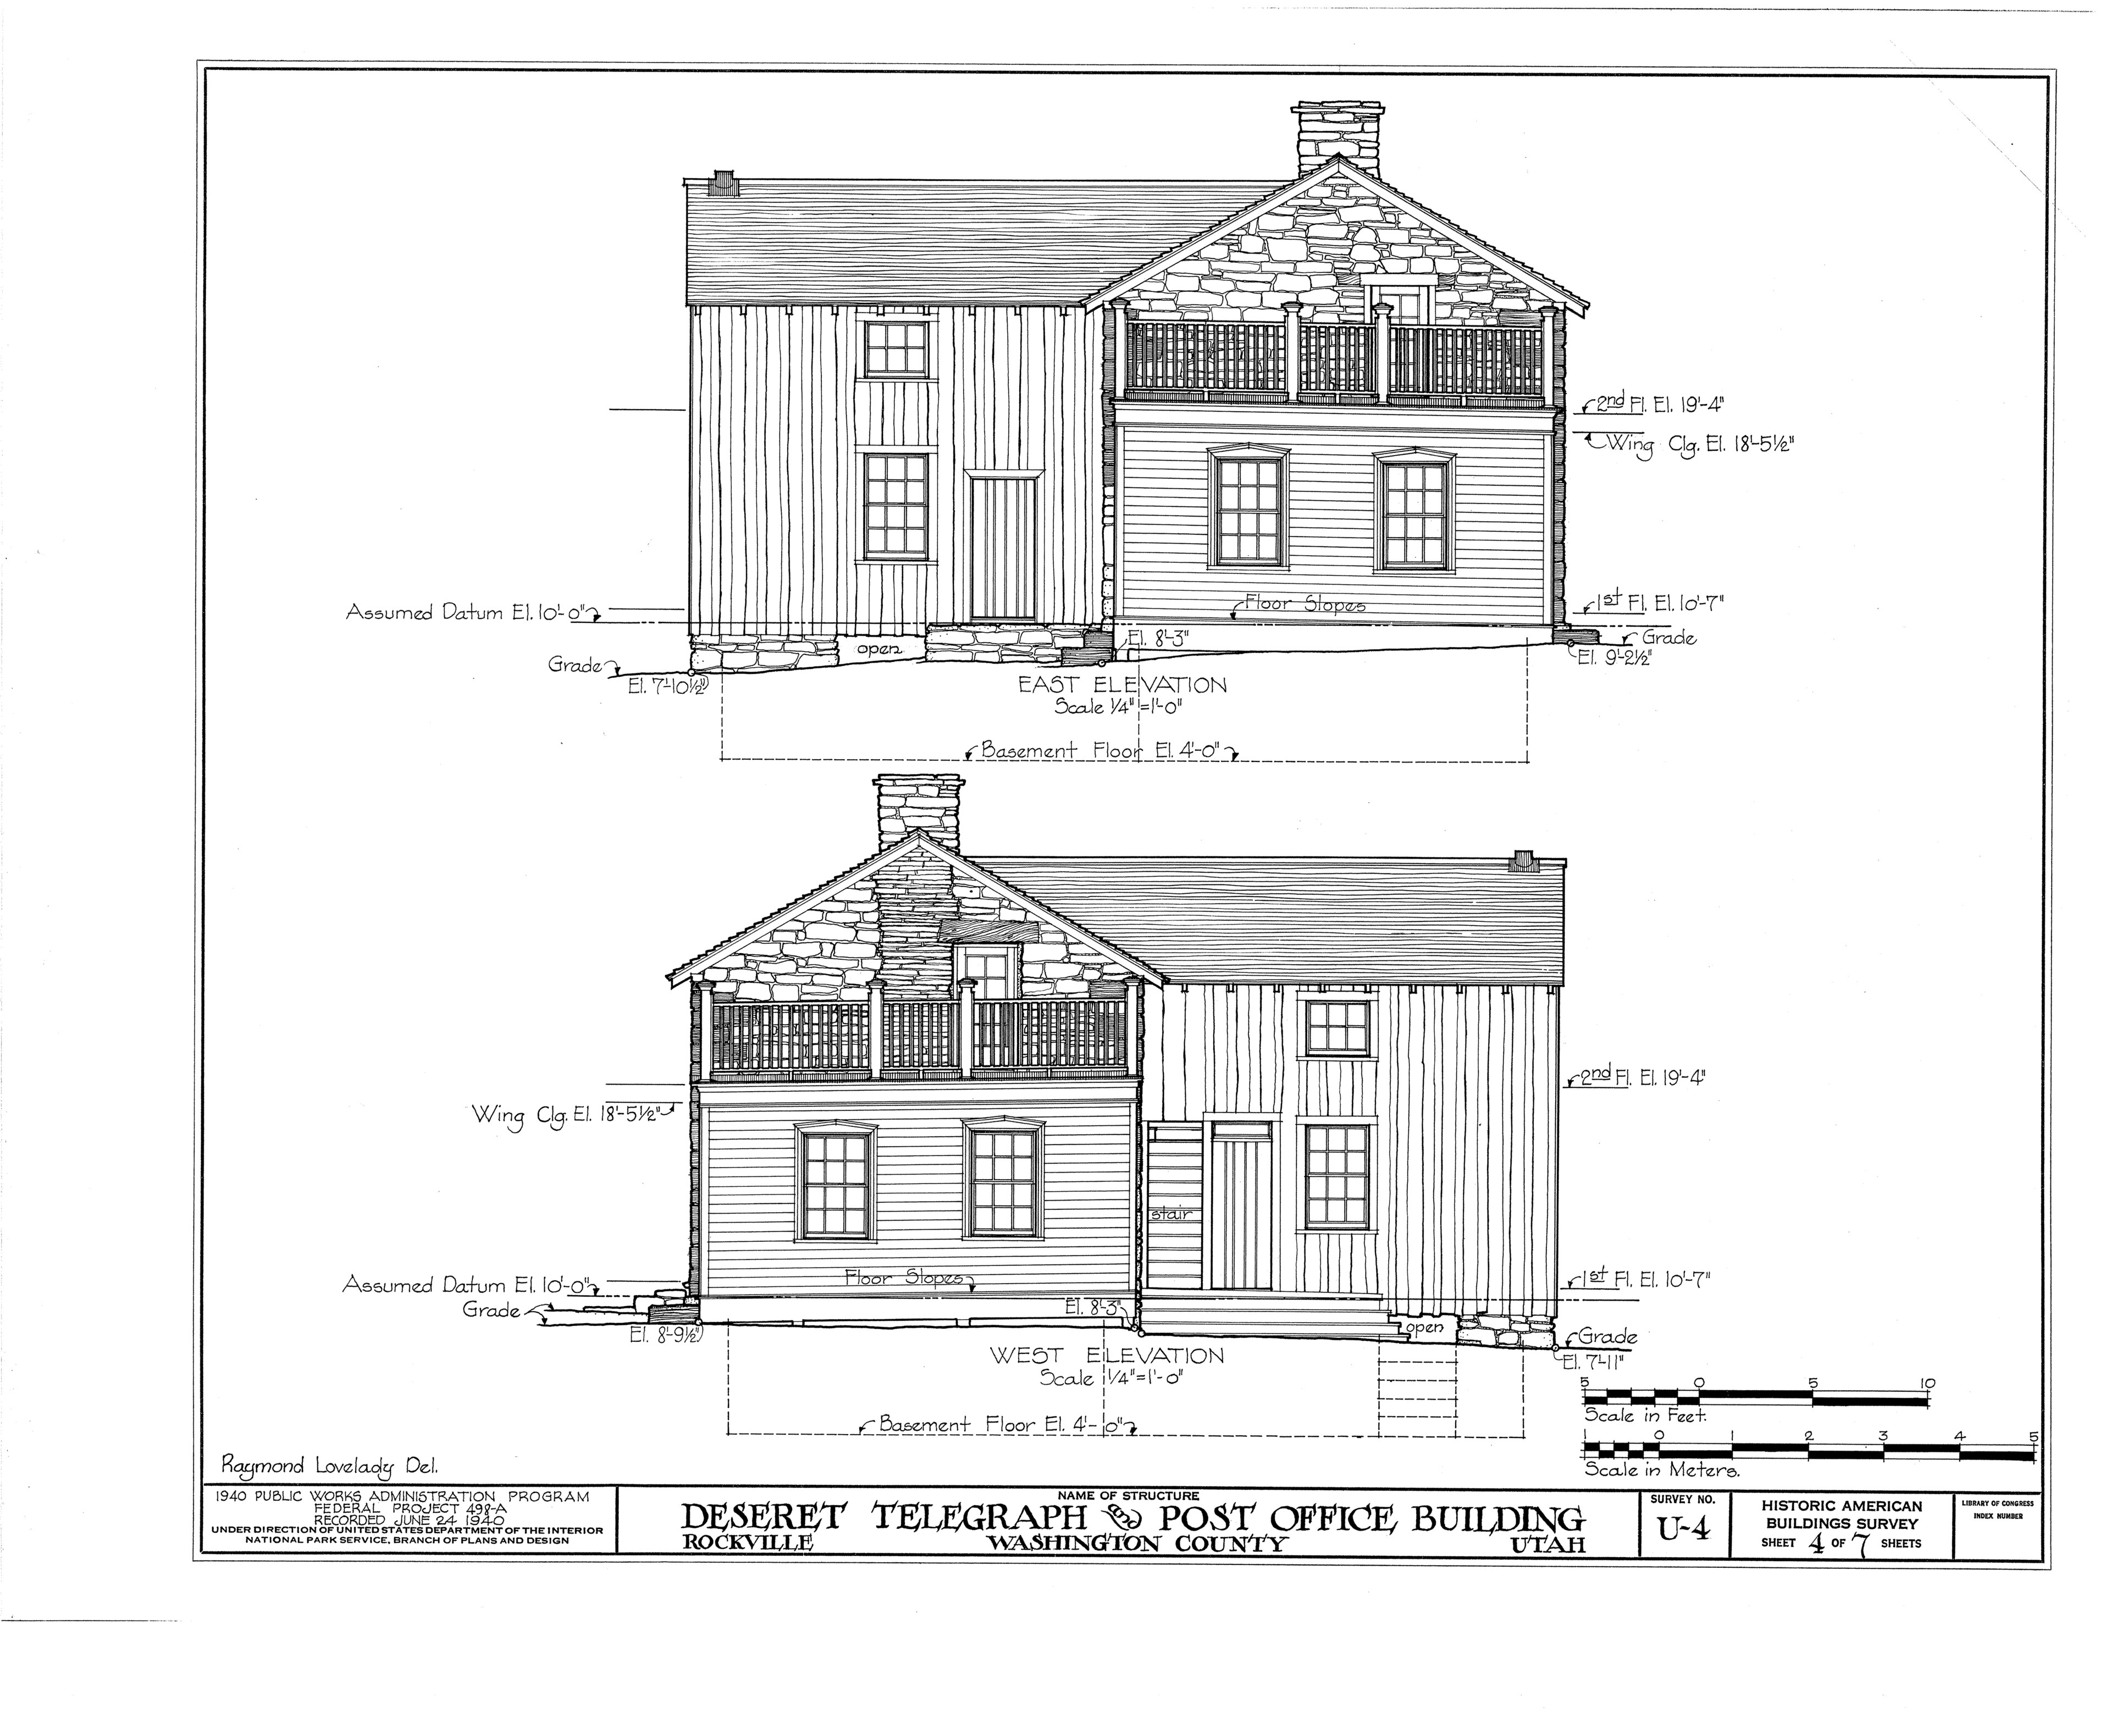 2nd Fl. El. 19'-4"
Wing Clg. El. 18'-5½"
Assumed Datum El. 10'-0"
Floor Slopes
1st Fl. El. 10'-7"
Grade
open
El. 8'-3"
Grade
El. 9'-2½"
El. 7'-10½"
EAST ELEVATION
Scale ¼"=1'-0"
Basement Floor El. 4'-0"
2nd Fl. El. 19'-4"
Wing Clg. El. 18'-5½"
stair
Assumed Datum El. 10'-0"
Floor Slopes
1st Fl. El. 10'-7"
Grade
El. 8'-3"
El. 8'-9½"
open
Grade
El. 7'-11"
WEST ELEVATION
Scale ¼"=1'-0"
Basement Floor El. 4'-0"
5 0 5 10
Scale in Feet.
1 0 1 2 3 4 5
Scale in Meters.
Raymond Lovelady Del.
1940 PUBLIC WORKS ADMINISTRATION PROGRAM
FEDERAL PROJECT 498-A
RECORDED JUNE 24 1940
UNDER DIRECTION OF UNITED STATES DEPARTMENT OF THE INTERIOR
NATIONAL PARK SERVICE, BRANCH OF PLANS AND DESIGN
NAME OF STRUCTURE
DESERET TELEGRAPH and POST OFFICE BUILDING
ROCKVILLE WASHINGTON COUNTY UTAH
SURVEY NO.
U-4
HISTORIC AMERICAN
BUILDINGS SURVEY
SHEET 4 OF 7 SHEETS
LIBRARY OF CONGRESS
INDEX NUMBER